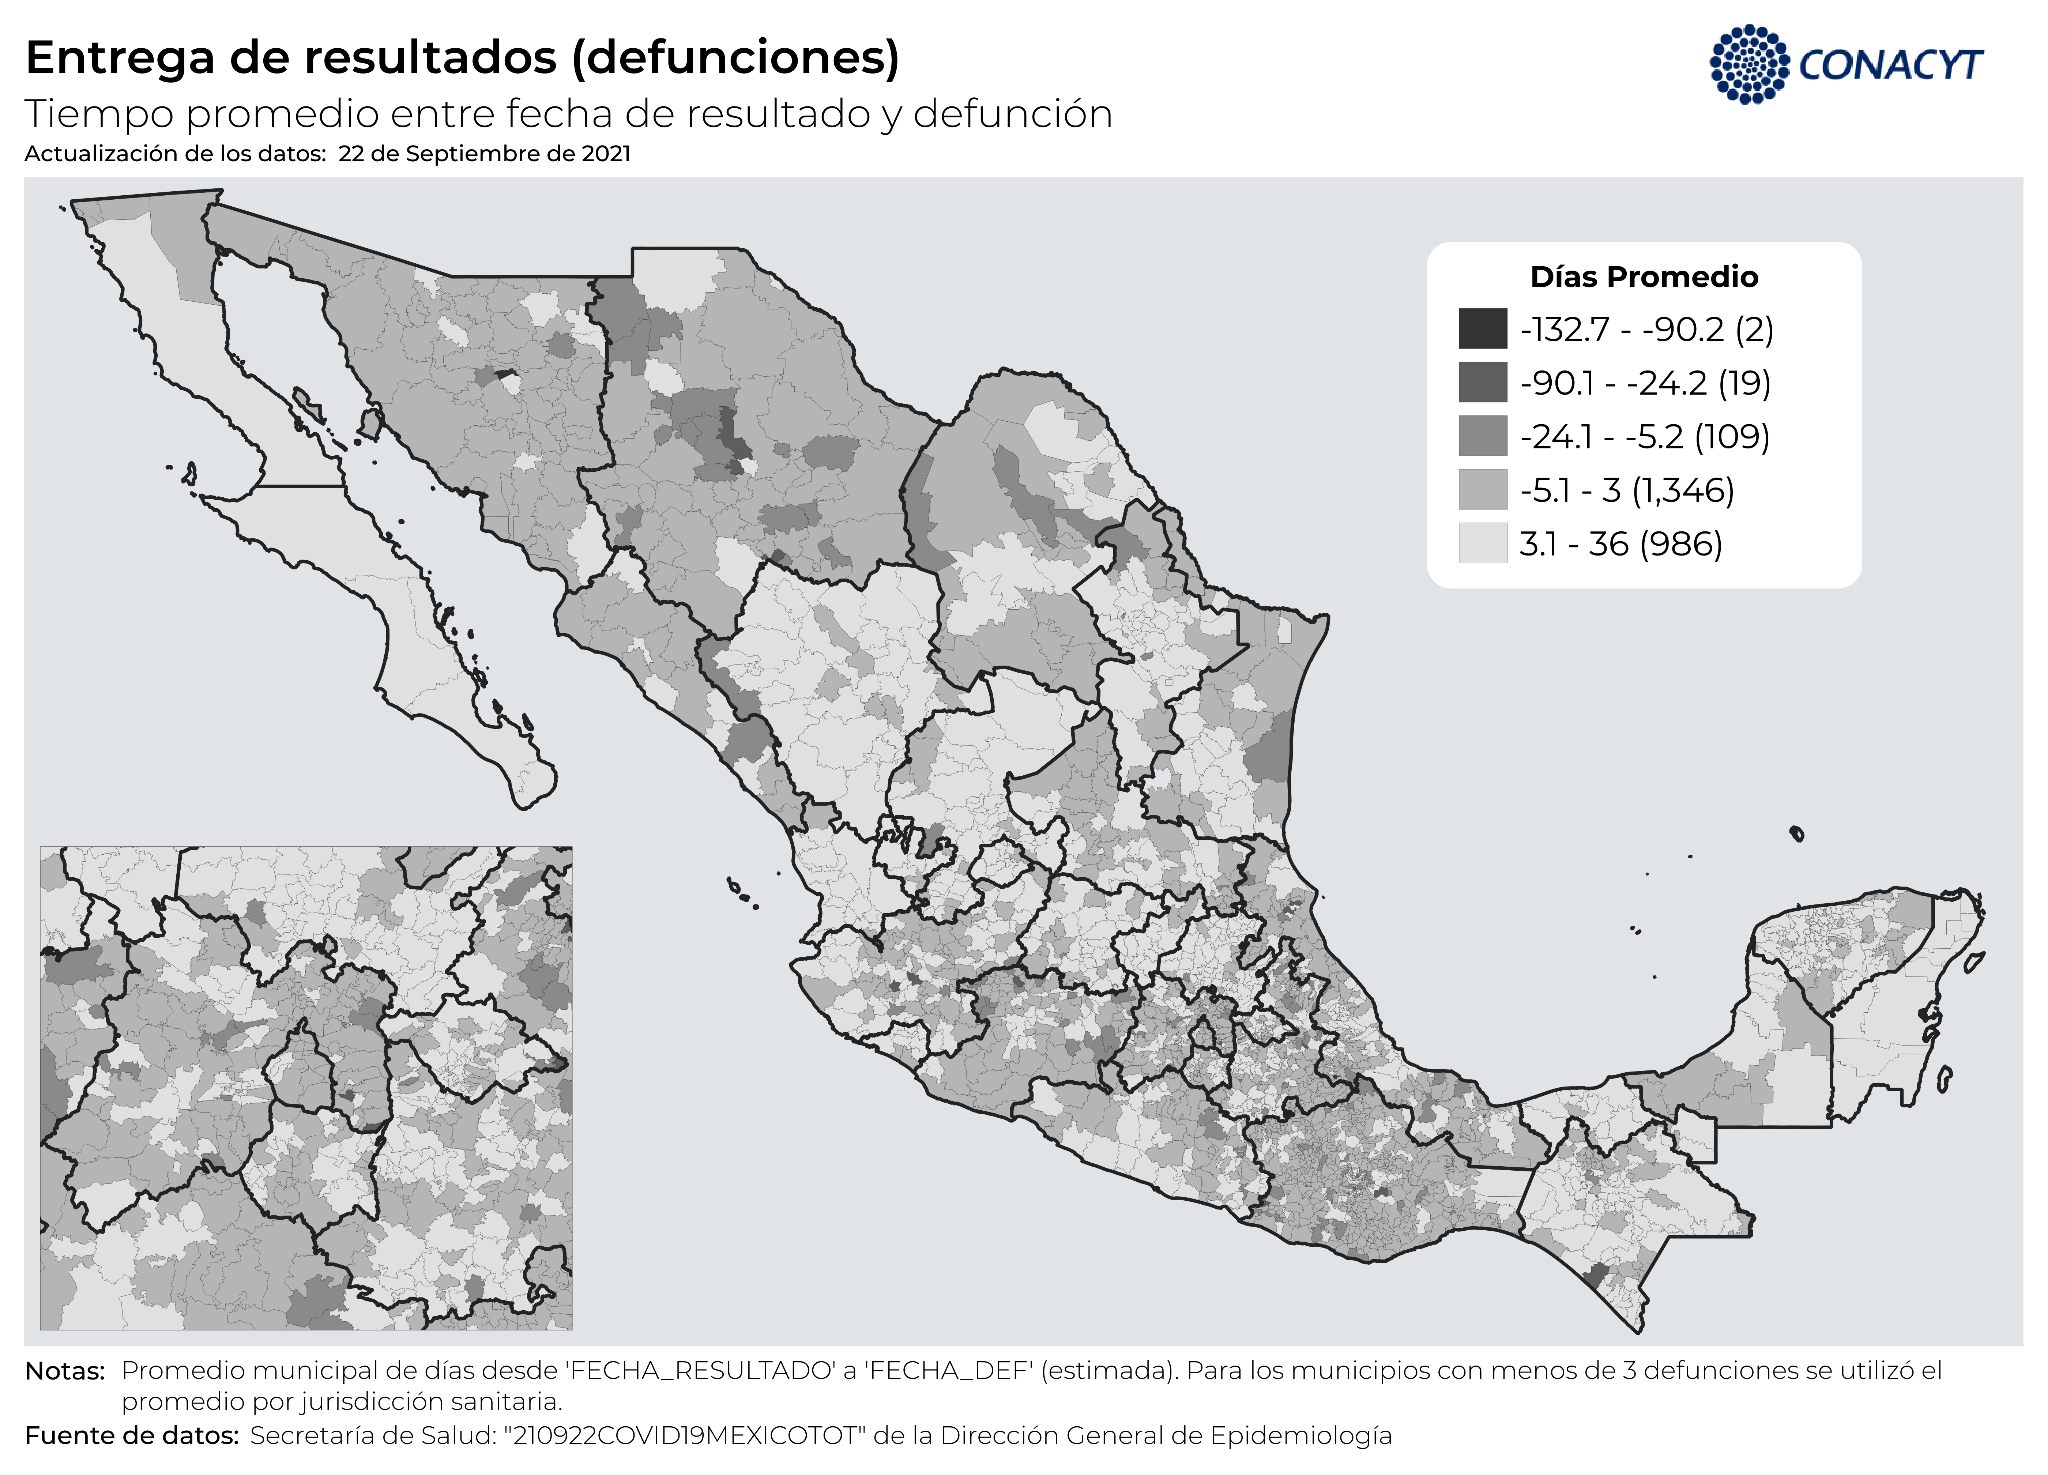 Entrega de resultados (defunciones)
Tiempo promedio entre fecha de resultado y defunción
Actualización de los datos: 22 de Septiembre de 2021
CONACYT
Días Promedio
-132.7 - -90.2 (2)
-90.1 - -24.2 (19)
-24.1 - -5.2 (109)
-5.1 - 3 (1,346)
3.1 - 36 (986)
Notas: Promedio municipal de días desde 'FECHA_RESULTADO' a 'FECHA_DEF' (estimada). Para los municipios con menos de 3 defunciones se utilizó el
promedio por jurisdicción sanitaria.
Fuente de datos: Secretaría de Salud: "210922COVID19MEXICOTOT" de la Dirección General de Epidemiología